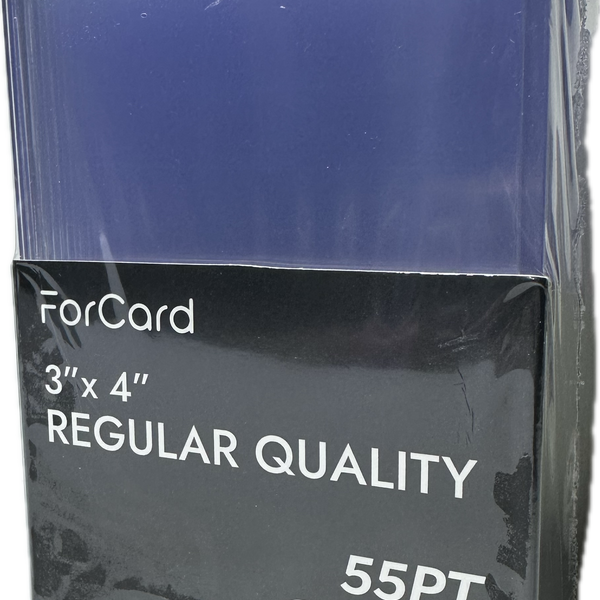 ForCard
3"x 4"
REGULAR QUALITY
55PT